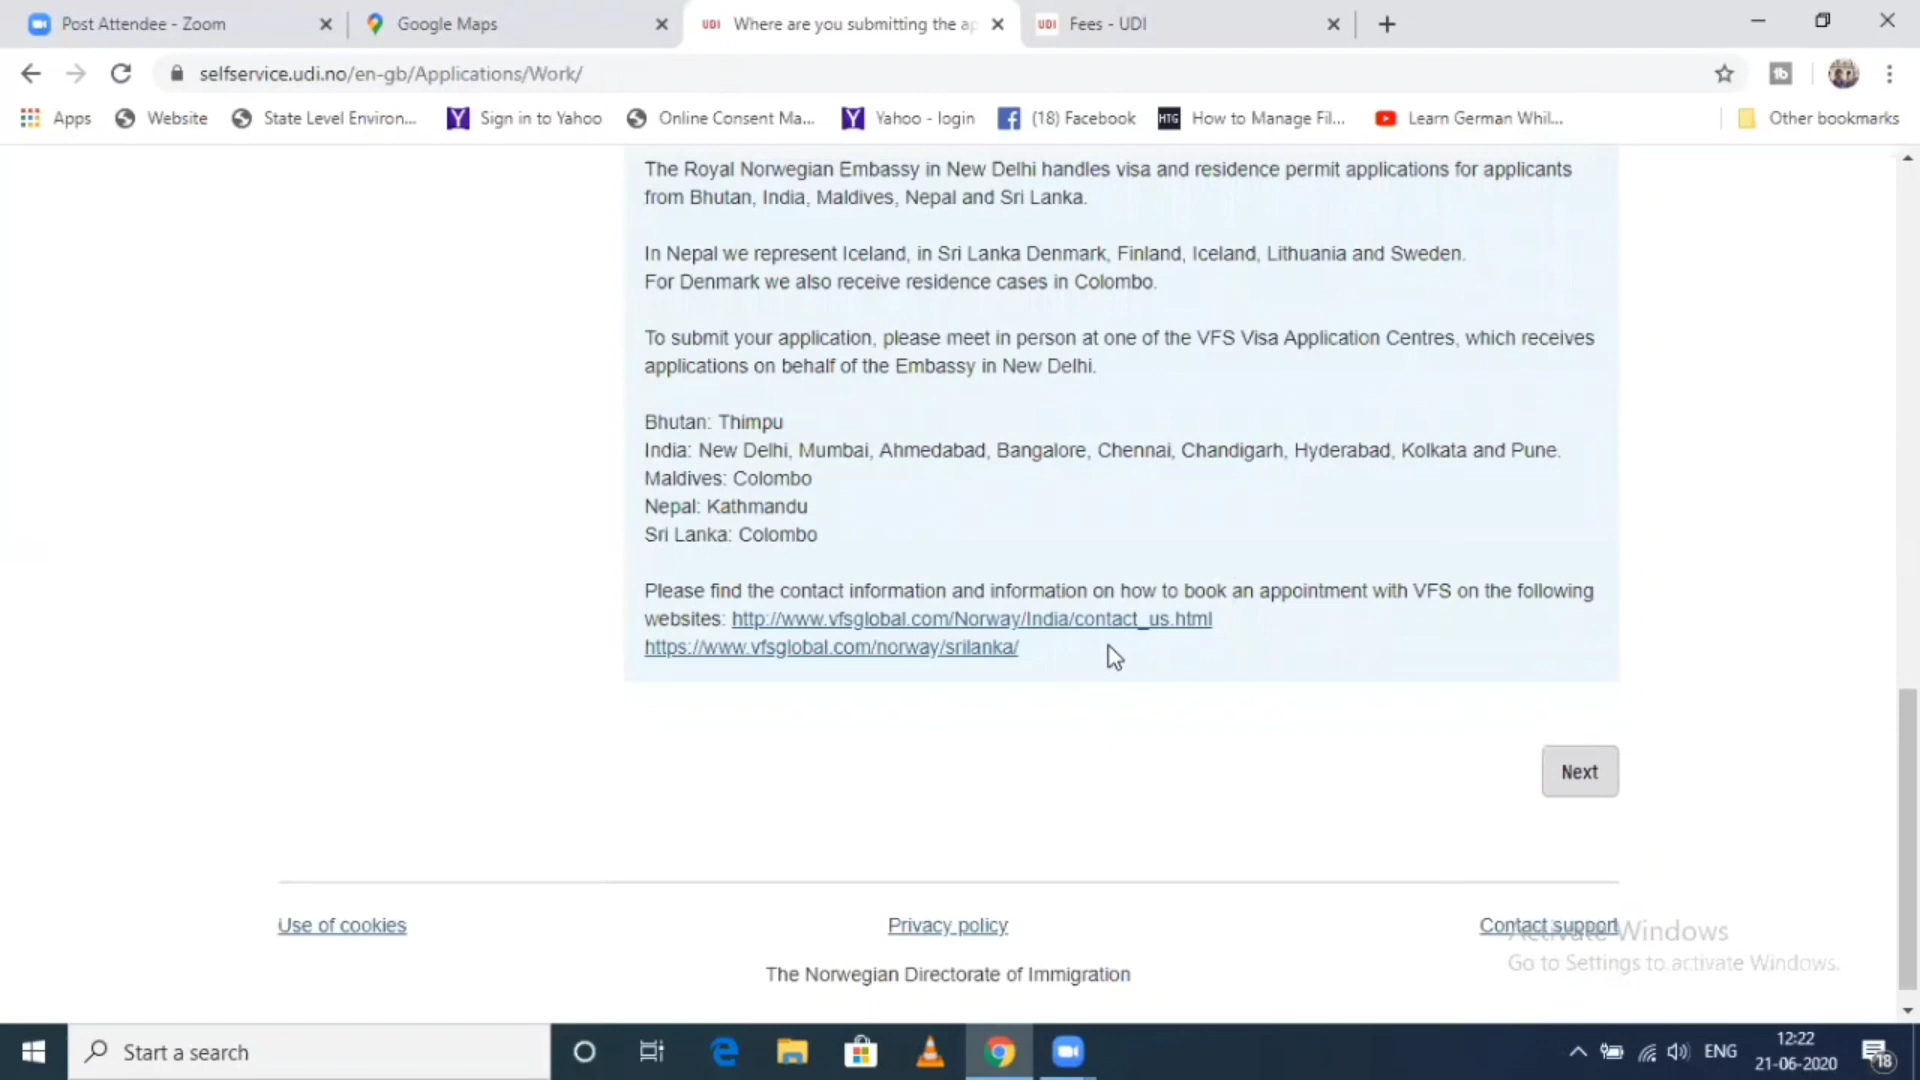 Post Attendee - Zoom
Google Maps
UDI Where are you submitting the ap
UDI Fees - UDI
selfservice.udi.no/en-gb/Applications/Work/
Apps
Website
State Level Environ...
Y Sign in to Yahoo
Online Consent Ma...
Y Yahoo - login
(18) Facebook
HTG How to Manage Fil...
Learn German Whil...
Other bookmarks
The Royal Norwegian Embassy in New Delhi handles visa and residence permit applications for applicants
from Bhutan, India, Maldives, Nepal and Sri Lanka.
In Nepal we represent Iceland, in Sri Lanka Denmark, Finland, Iceland, Lithuania and Sweden.
For Denmark we also receive residence cases in Colombo.
To submit your application, please meet in person at one of the VFS Visa Application Centres, which receives
applications on behalf of the Embassy in New Delhi.
Bhutan: Thimpu
India: New Delhi, Mumbai, Ahmedabad, Bangalore, Chennai, Chandigarh, Hyderabad, Kolkata and Pune.
Maldives: Colombo
Nepal: Kathmandu
Sri Lanka: Colombo
Please find the contact information and information on how to book an appointment with VFS on the following
websites: http://www.vfsglobal.com/Norway/India/contact_us.html
https://www.vfsglobal.com/norway/srilanka/
Next
Use of cookies
Privacy policy
Contact support
Activate Windows
Go to Settings to activate Windows.
The Norwegian Directorate of Immigration
Start a search
ENG
12:22
21-06-2020
18